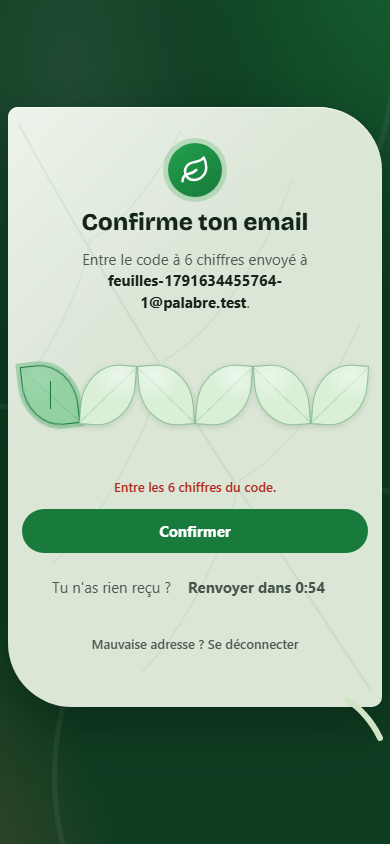 Confirme ton email
Entre le code à 6 chiffres envoyé à
feuilles-1791634455764-
1@palabre.test.
Entre les 6 chiffres du code.
Confirmer
Tu n'as rien reçu ? Renvoyer dans 0:54
Mauvaise adresse ? Se déconnecter